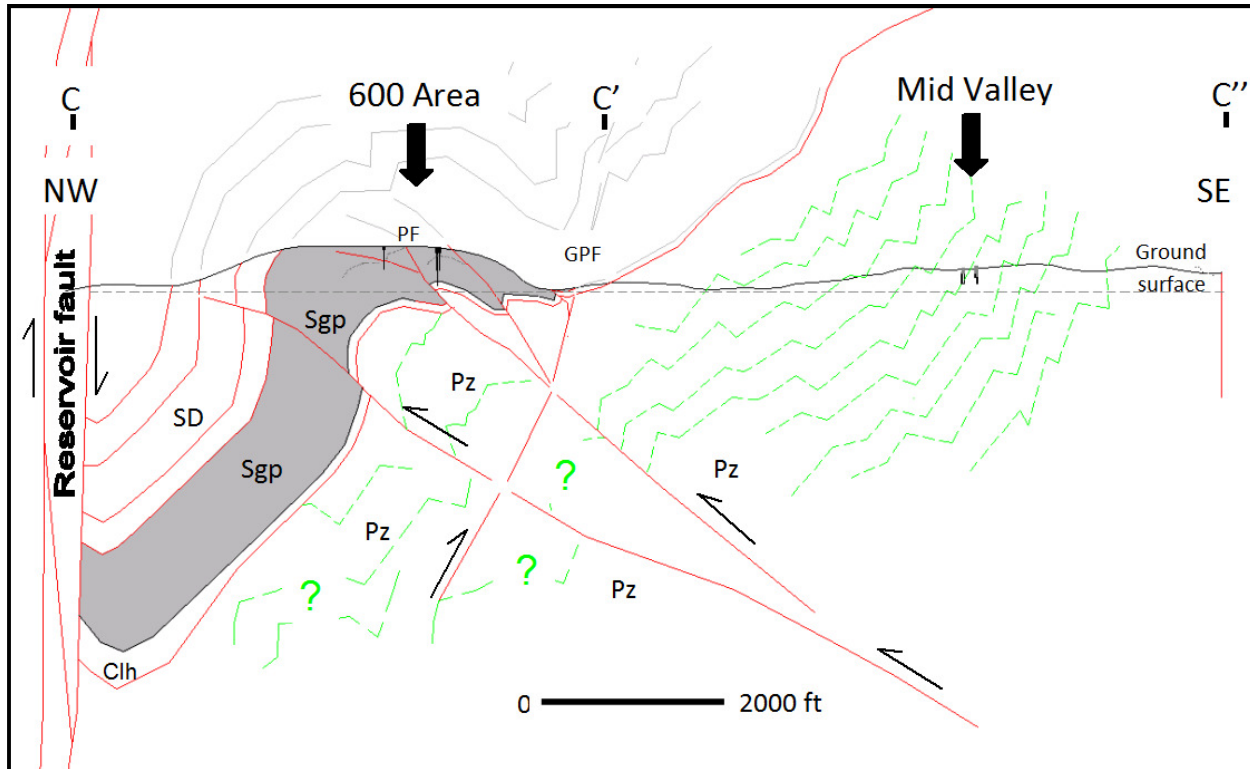 C
600 Area
C'
Mid Valley
C''
NW
SE
PF
GPF
Ground
surface
Reservoir fault
Sgp
SD
Pz
Sgp
Pz
?
Pz
?
?
Pz
Clh
0 2000 ft